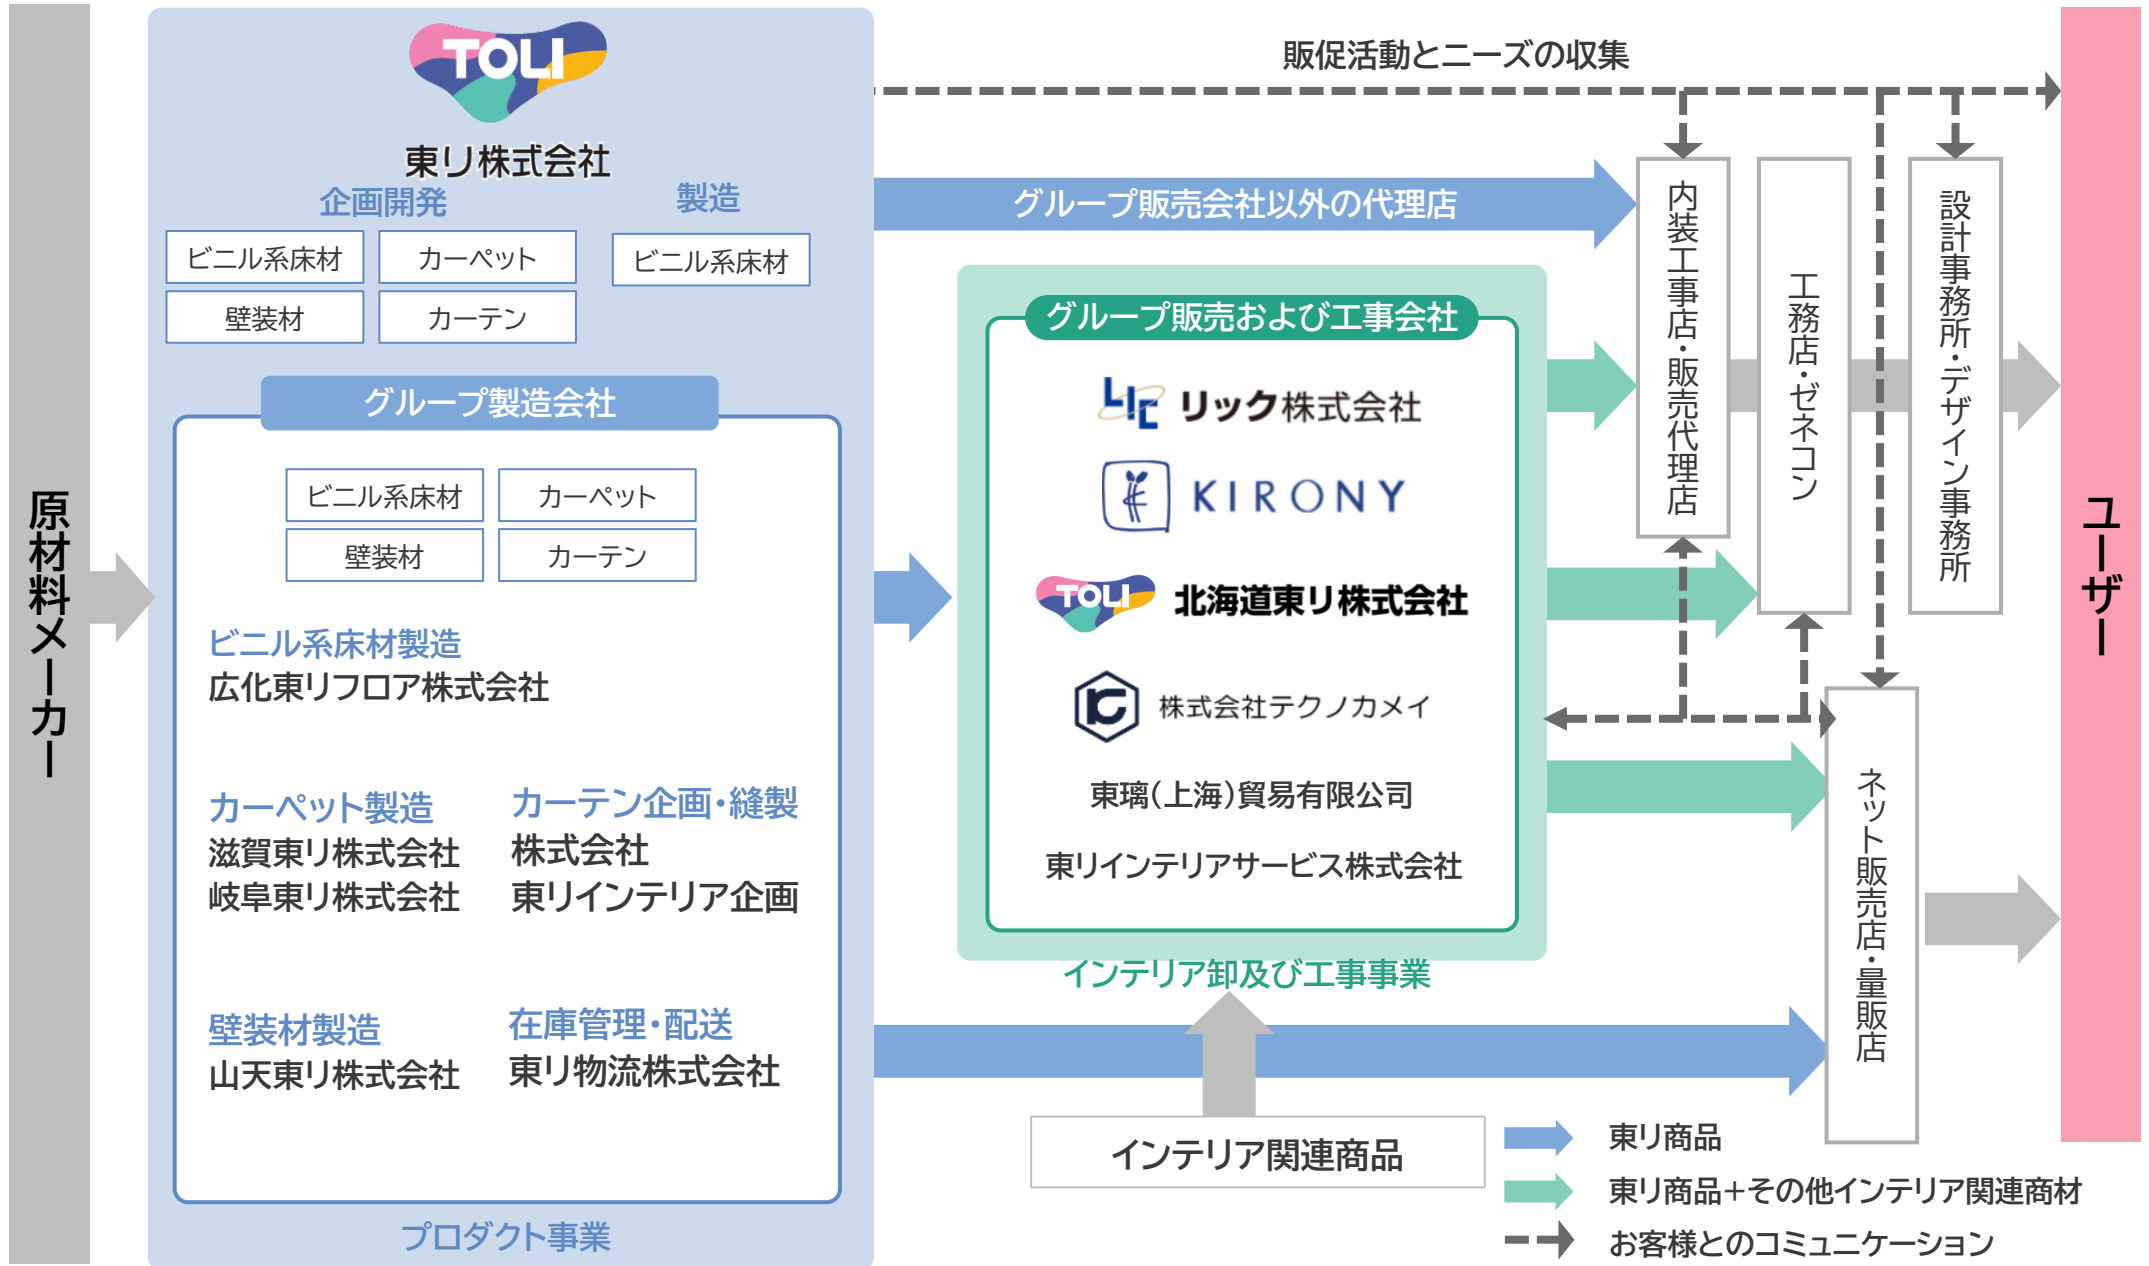 原材料メーカー
TOLI
東リ株式会社
企画開発
製造
ビニル系床材
カーペット
ビニル系床材
壁装材
カーテン
グループ製造会社
ビニル系床材
カーペット
壁装材
カーテン
ビニル系床材製造
広化東リフロア株式会社
カーペット製造
滋賀東リ株式会社
岐阜東リ株式会社
カーテン企画・縫製
株式会社
東リインテリア企画
壁装材製造
山天東リ株式会社
在庫管理・配送
東リ物流株式会社
プロダクト事業
販促活動とニーズの収集
グループ販売会社以外の代理店
グループ販売および工事会社
LIC リック株式会社
KIRONY
TOLI 北海道東リ株式会社
株式会社テクノカメイ
東璃(上海)貿易有限公司
東リインテリアサービス株式会社
インテリア卸及び工事事業
インテリア関連商品
内装工事店・販売代理店
工務店・ゼネコン
設計事務所・デザイン事務所
ネット販売店・量販店
ユーザー
東リ商品
東リ商品+その他インテリア関連商材
お客様とのコミュニケーション